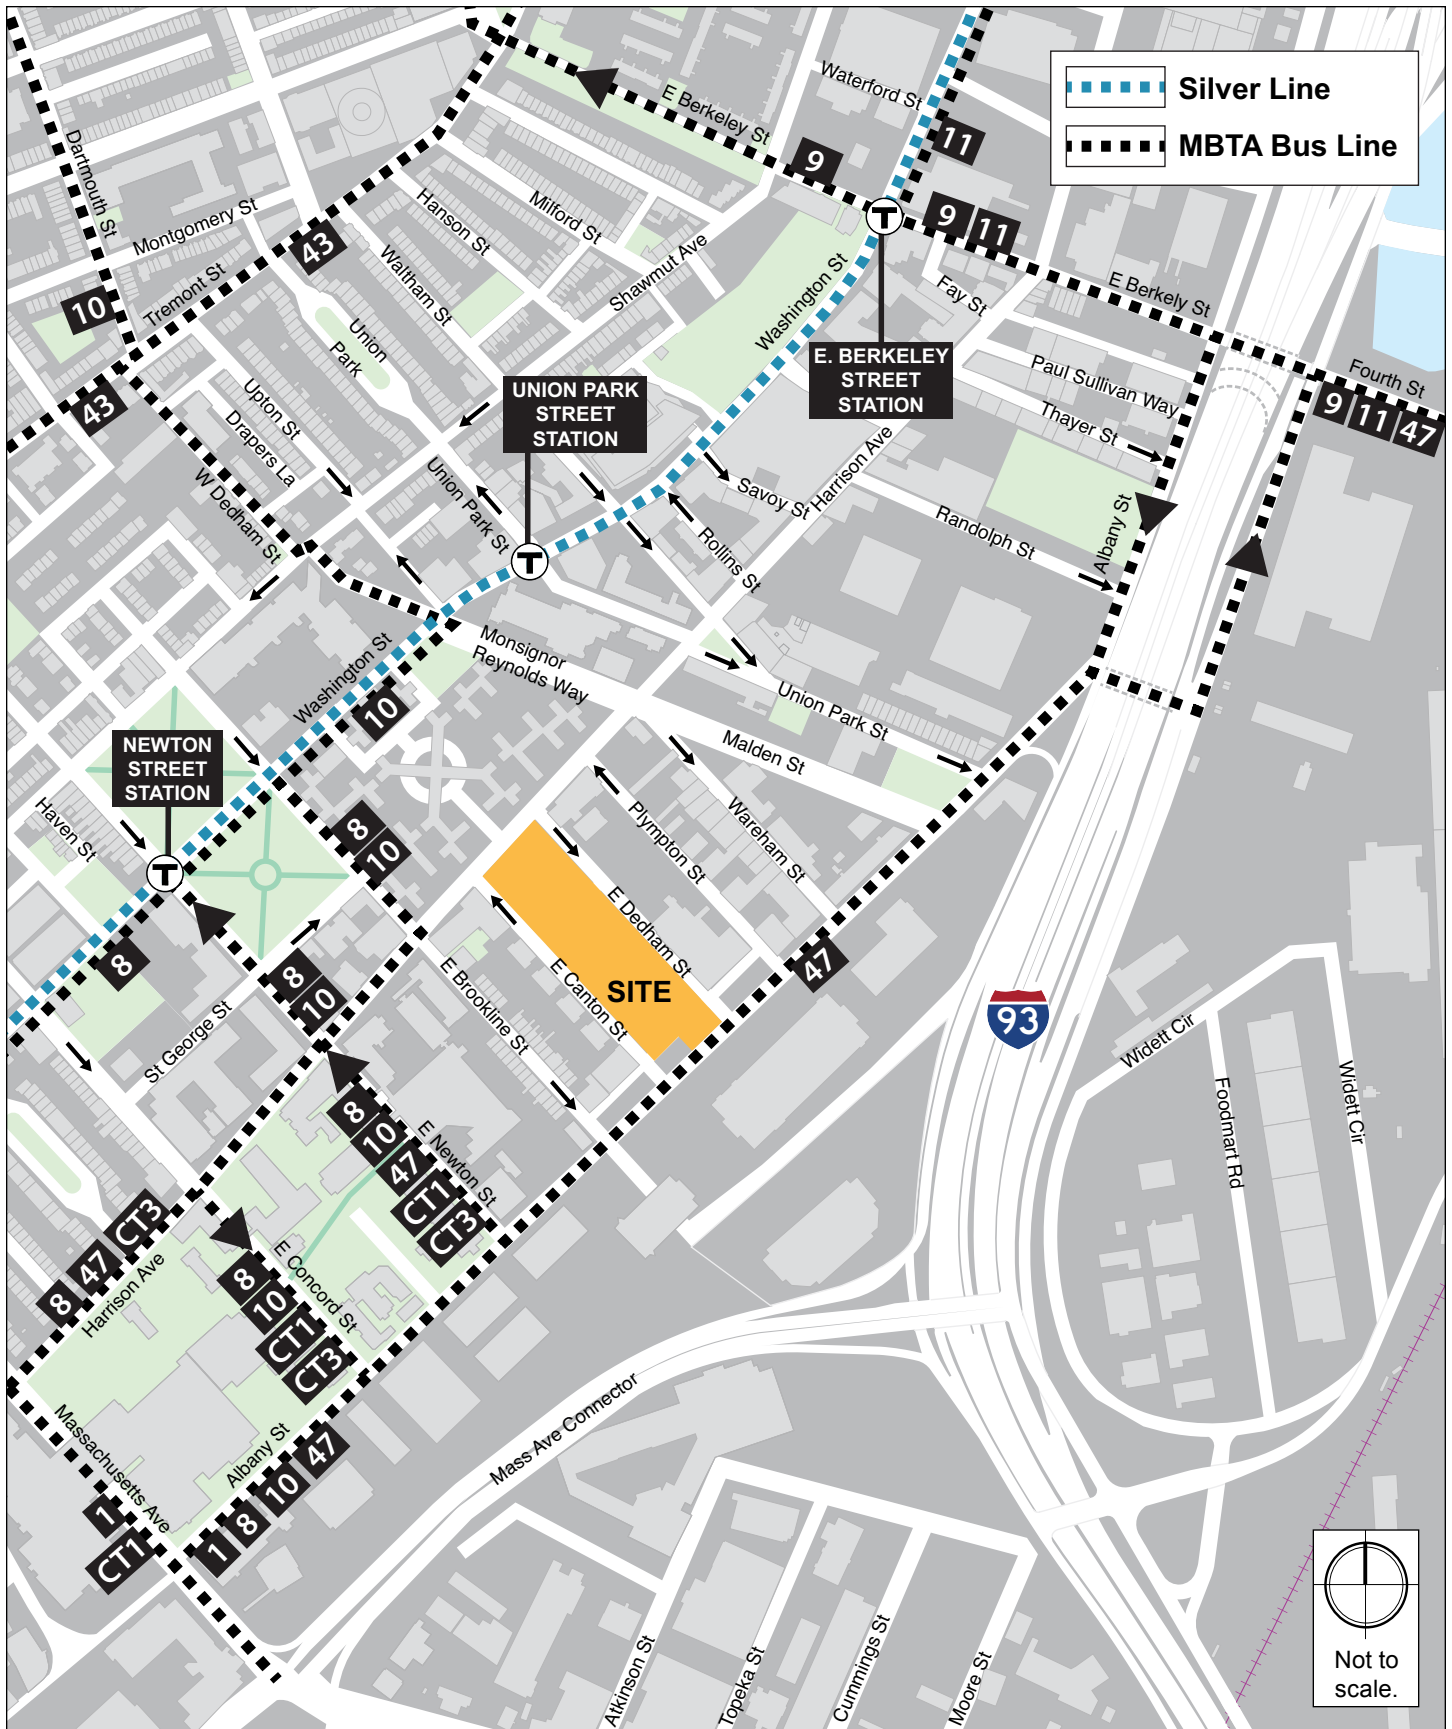 Silver Line
MBTA Bus Line
Waterford St
E Berkeley St
11
9
Dartmouth St
Montgomery St
Hanson St
Milford St
43
Waltham St
Shawmut Ave
9 11
Washington St
Fay St
E Berkely St
10
Tremont St
Union
Park
E. BERKELEY
STREET
STATION
Paul Sullivan Way
Fourth St
9 11 47
UNION PARK
STREET
STATION
43
Upton St
Drapers La
Thayer St
Harrison Ave
Union Park St
Savoy St
W Dedham St
Randolph St
Albany St
Rollins St
Monsignor
Reynolds Way
Washington St
10
Union Park St
Malden St
NEWTON
STREET
STATION
Haven St
8
10
Plympton St
Wareham St
E Dedham St
8
8
10
E Brookline St
E Canton St
SITE
47
St George St
93
Widett Cir
Widett Cir
Foodmart Rd
8
10
47
CT1
CT3
E Newton St
8 47 CT3
Harrison Ave
E Concord St
8
10
CT1
CT3
Massachusetts Ave
Albany St
Mass Ave Connector
1
CT1
1 8 10 47
Atkinson St
Topeka St
Cummings St
Moore St
Not to
scale.